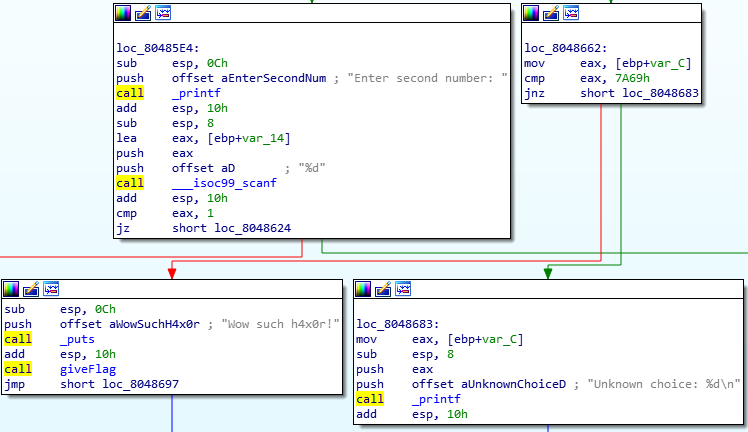 loc_80485E4:
sub     esp, 0Ch
push    offset aEnterSecondNum ; "Enter second number: "
call    _printf
add     esp, 10h
sub     esp, 8
lea     eax, [ebp+var_14]
push    eax
push    offset aD       ; "%d"
call    ___isoc99_scanf
add     esp, 10h
cmp     eax, 1
jz      short loc_8048624
loc_8048662:
mov     eax, [ebp+var_C]
cmp     eax, 7A69h
jnz     short loc_8048683
sub     esp, 0Ch
push    offset aWowSuchH4x0r ; "Wow such h4x0r!"
call    _puts
add     esp, 10h
call    giveFlag
jmp     short loc_8048697
loc_8048683:
mov     eax, [ebp+var_C]
sub     esp, 8
push    eax
push    offset aUnknownChoiceD ; "Unknown choice: %d\n"
call    _printf
add     esp, 10h